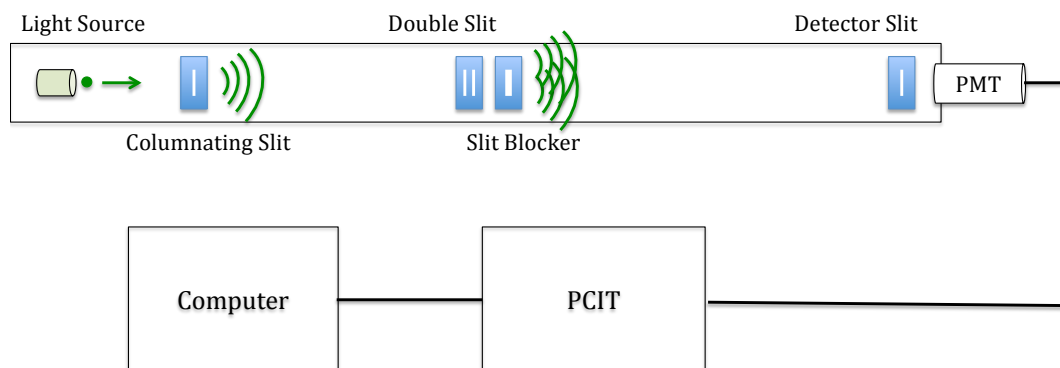 Light Source
Double Slit
Detector Slit
PMT
Columnating Slit
Slit Blocker
Computer
PCIT